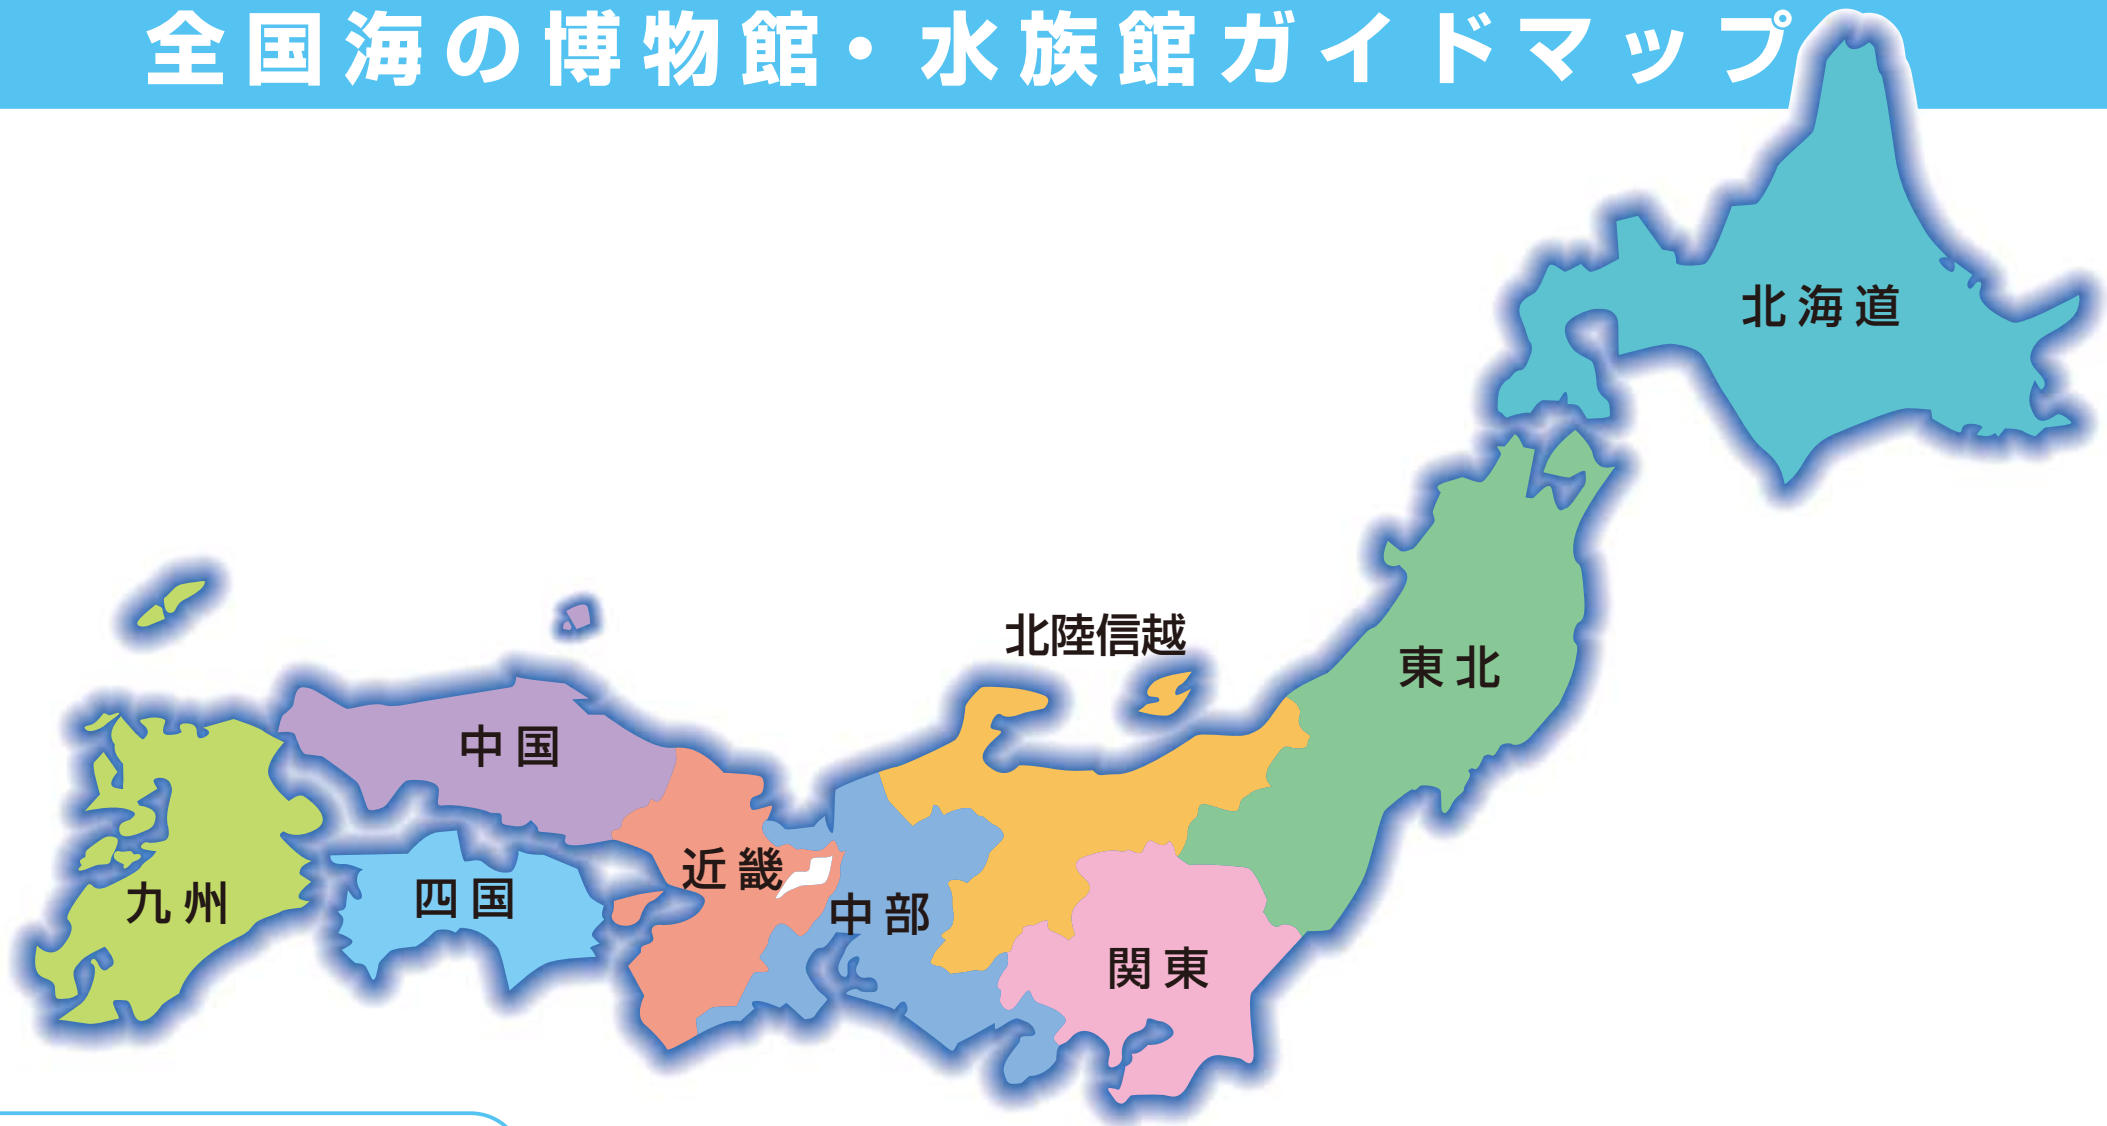 全国海の博物館・水族館ガイドマップ
北海道
北陸信越
東北
中国
近畿
九州
四国
中部
関東